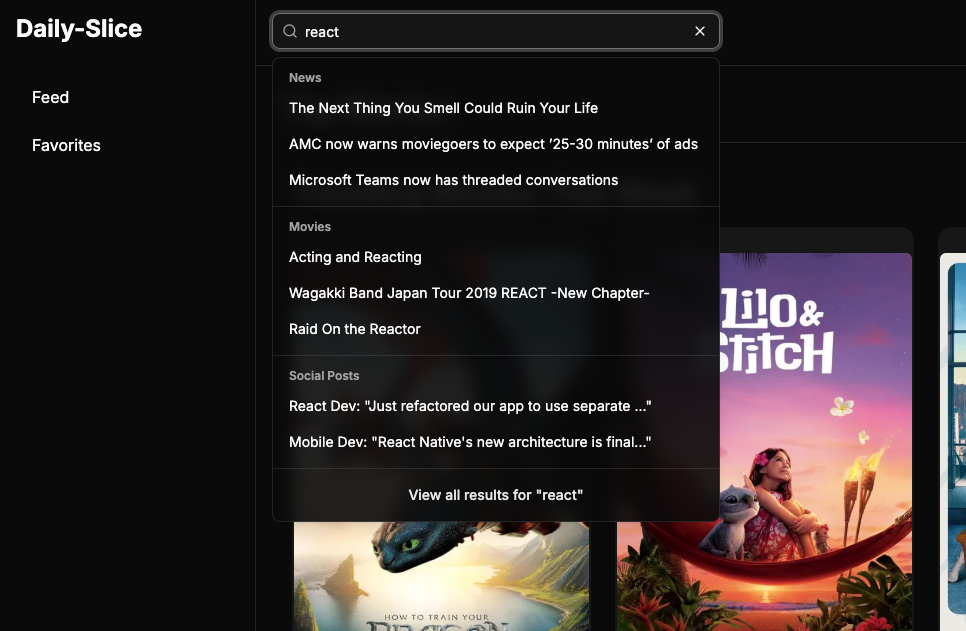 Daily-Slice
react
Feed
Favorites
News
The Next Thing You Smell Could Ruin Your Life
AMC now warns moviegoers to expect ’25-30 minutes’ of ads
Microsoft Teams now has threaded conversations
Movies
Acting and Reacting
Wagakki Band Japan Tour 2019 REACT -New Chapter-
Raid On the Reactor
Social Posts
React Dev: "Just refactored our app to use separate ..."
Mobile Dev: "React Native's new architecture is final..."
View all results for "react"
Lilo &
Stitch
HOW TO TRAIN YOUR
DRAGON